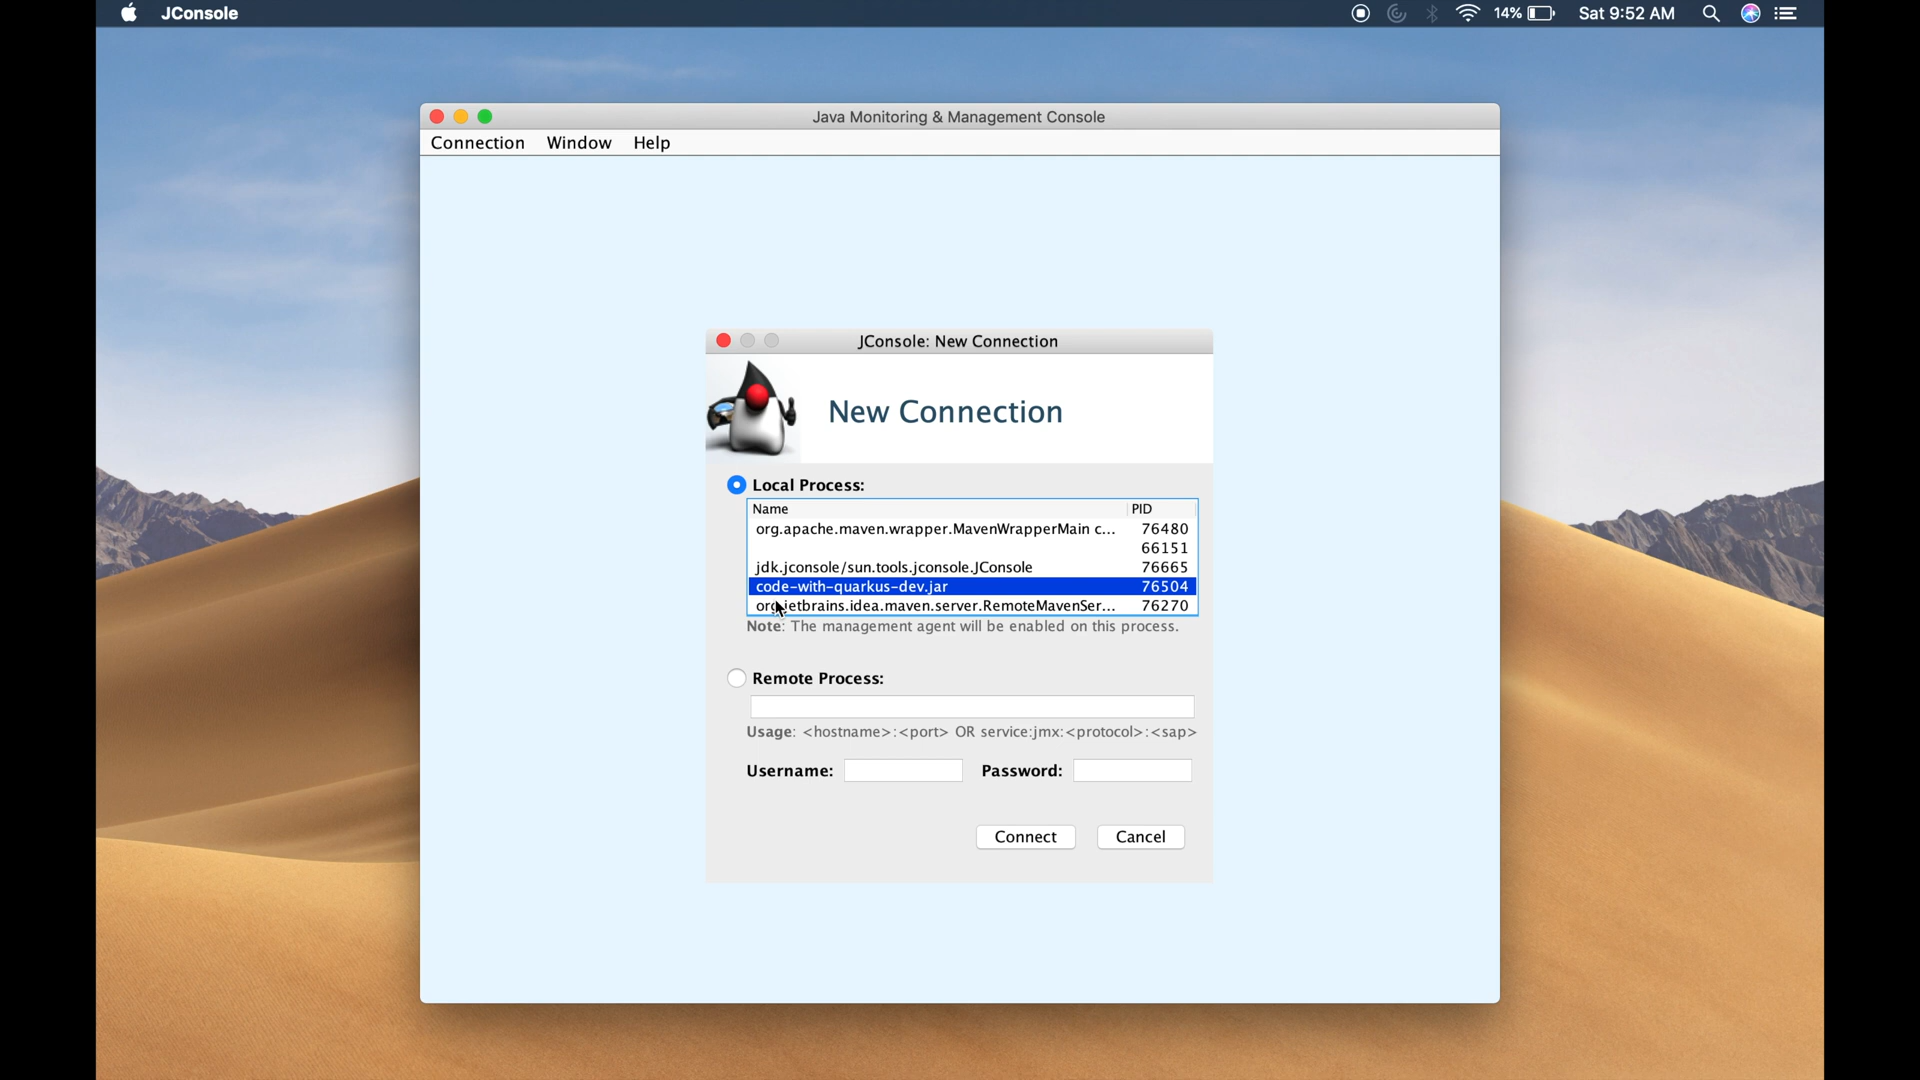 JConsole
14%
Sat 9:52 AM
Java Monitoring & Management Console
Connection Window Help
JConsole: New Connection
New Connection
Local Process:
Name PID
org.apache.maven.wrapper.MavenWrapperMain c... 76480
66151
jdk.jconsole/sun.tools.jconsole.JConsole 76665
code-with-quarkus-dev.jar 76504
org.jetbrains.idea.maven.server.RemoteMavenSer... 76270
Note: The management agent will be enabled on this process.
Remote Process:
Usage: <hostname>:<port> OR service:jmx:<protocol>:<sap>
Username: Password:
Connect Cancel